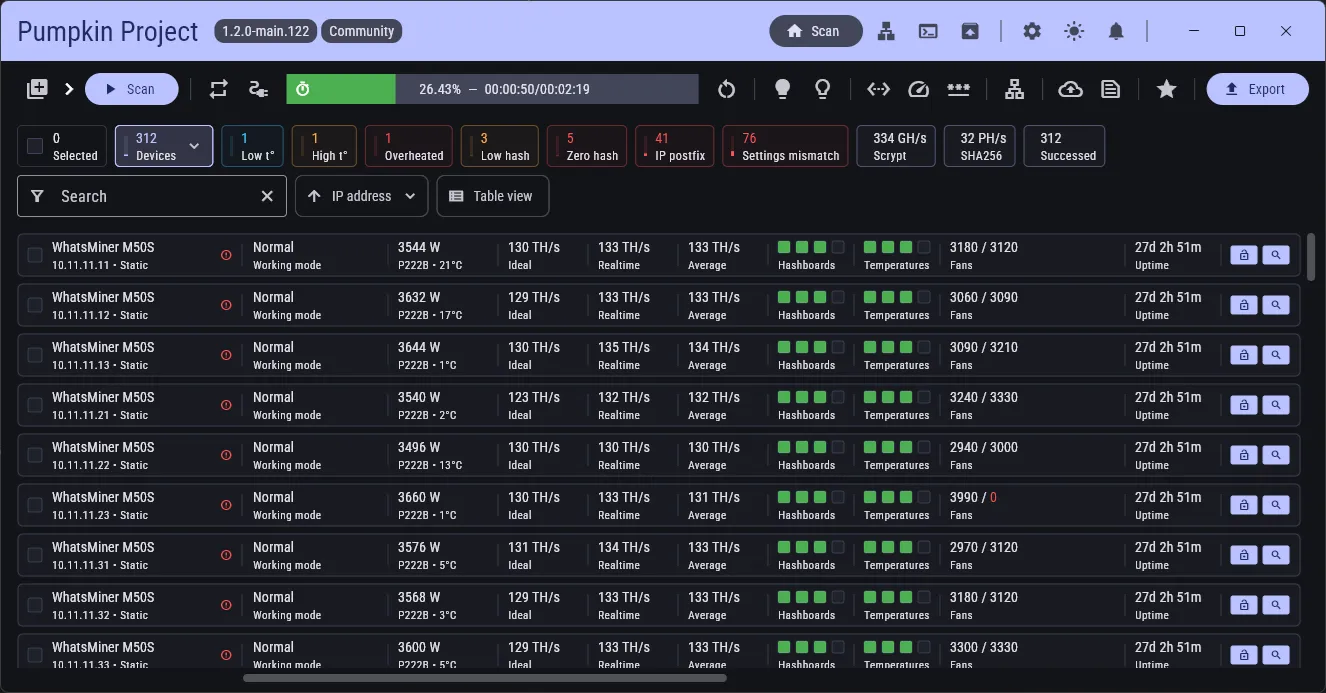 Pumpkin Project 1.2.0-main.122 Community Scan
Scan 26.43% — 00:00:50/00:02:19 Export
0 312 1 1 1 3 5 41 76 334 GH/s 32 PH/s 312
Selected Devices Low t° High t° Overheated Low hash Zero hash IP postfix Settings mismatch Scrypt SHA256 Successed
Search IP address Table view
WhatsMiner M50S Normal 3544 W 130 TH/s 133 TH/s 133 TH/s 3180 / 3120 27d 2h 51m
10.11.11.11 • Static Working mode P222B • 21°C Ideal Realtime Average Hashboards Temperatures Fans Uptime
WhatsMiner M50S Normal 3632 W 129 TH/s 133 TH/s 133 TH/s 3060 / 3090 27d 2h 51m
10.11.11.12 • Static Working mode P222B • 17°C Ideal Realtime Average Hashboards Temperatures Fans Uptime
WhatsMiner M50S Normal 3644 W 130 TH/s 135 TH/s 134 TH/s 3090 / 3210 27d 2h 51m
10.11.11.13 • Static Working mode P222B • 1°C Ideal Realtime Average Hashboards Temperatures Fans Uptime
WhatsMiner M50S Normal 3540 W 123 TH/s 132 TH/s 132 TH/s 3240 / 3330 27d 2h 51m
10.11.11.21 • Static Working mode P222B • 2°C Ideal Realtime Average Hashboards Temperatures Fans Uptime
WhatsMiner M50S Normal 3496 W 130 TH/s 130 TH/s 130 TH/s 2940 / 3000 27d 2h 51m
10.11.11.22 • Static Working mode P222B • 13°C Ideal Realtime Average Hashboards Temperatures Fans Uptime
WhatsMiner M50S Normal 3660 W 130 TH/s 133 TH/s 131 TH/s 3990 / 0 27d 2h 51m
10.11.11.23 • Static Working mode P222B • 1°C Ideal Realtime Average Hashboards Temperatures Fans Uptime
WhatsMiner M50S Normal 3576 W 131 TH/s 134 TH/s 133 TH/s 2970 / 3120 27d 2h 51m
10.11.11.31 • Static Working mode P222B • 5°C Ideal Realtime Average Hashboards Temperatures Fans Uptime
WhatsMiner M50S Normal 3568 W 129 TH/s 133 TH/s 133 TH/s 3180 / 3120 27d 2h 51m
10.11.11.32 • Static Working mode P222B • 3°C Ideal Realtime Average Hashboards Temperatures Fans Uptime
WhatsMiner M50S Normal 3600 W 129 TH/s 133 TH/s 133 TH/s 3300 / 3330 27d 2h 51m
10.11.11.33 • Static Working mode P222B • 5°C Ideal Realtime Average Hashboards Temperatures Fans Uptime